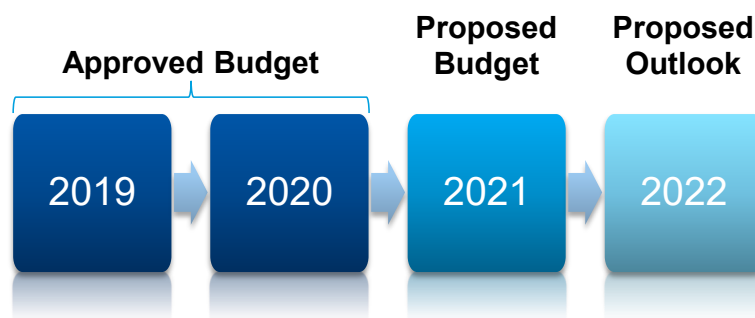 Approved Budget
Proposed
Budget
Proposed
Outlook
2019
2020
2021
2022